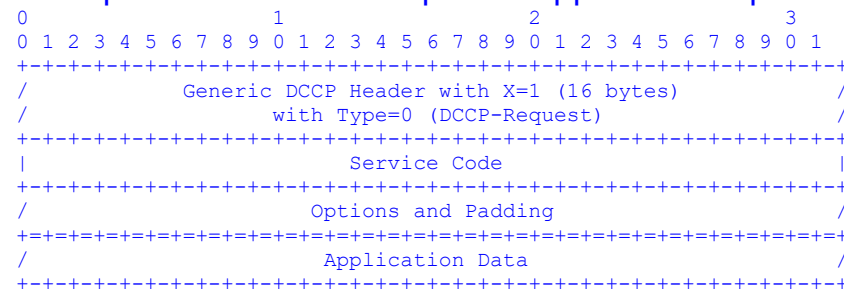 0                   1                   2                   3
0 1 2 3 4 5 6 7 8 9 0 1 2 3 4 5 6 7 8 9 0 1 2 3 4 5 6 7 8 9 0 1
+-+-+-+-+-+-+-+-+-+-+-+-+-+-+-+-+-+-+-+-+-+-+-+-+-+-+-+-+-+-+-+-+
/            Generic DCCP Header with X=1 (16 bytes)            /
/                   with Type=0 (DCCP-Request)                  /
+-+-+-+-+-+-+-+-+-+-+-+-+-+-+-+-+-+-+-+-+-+-+-+-+-+-+-+-+-+-+-+-+
|                         Service Code                          |
+-+-+-+-+-+-+-+-+-+-+-+-+-+-+-+-+-+-+-+-+-+-+-+-+-+-+-+-+-+-+-+-+
/                      Options and Padding                      /
+=+=+=+=+=+=+=+=+=+=+=+=+=+=+=+=+=+=+=+=+=+=+=+=+=+=+=+=+=+=+=+=+
/                       Application Data                        /
+-+-+-+-+-+-+-+-+-+-+-+-+-+-+-+-+-+-+-+-+-+-+-+-+-+-+-+-+-+-+-+-+